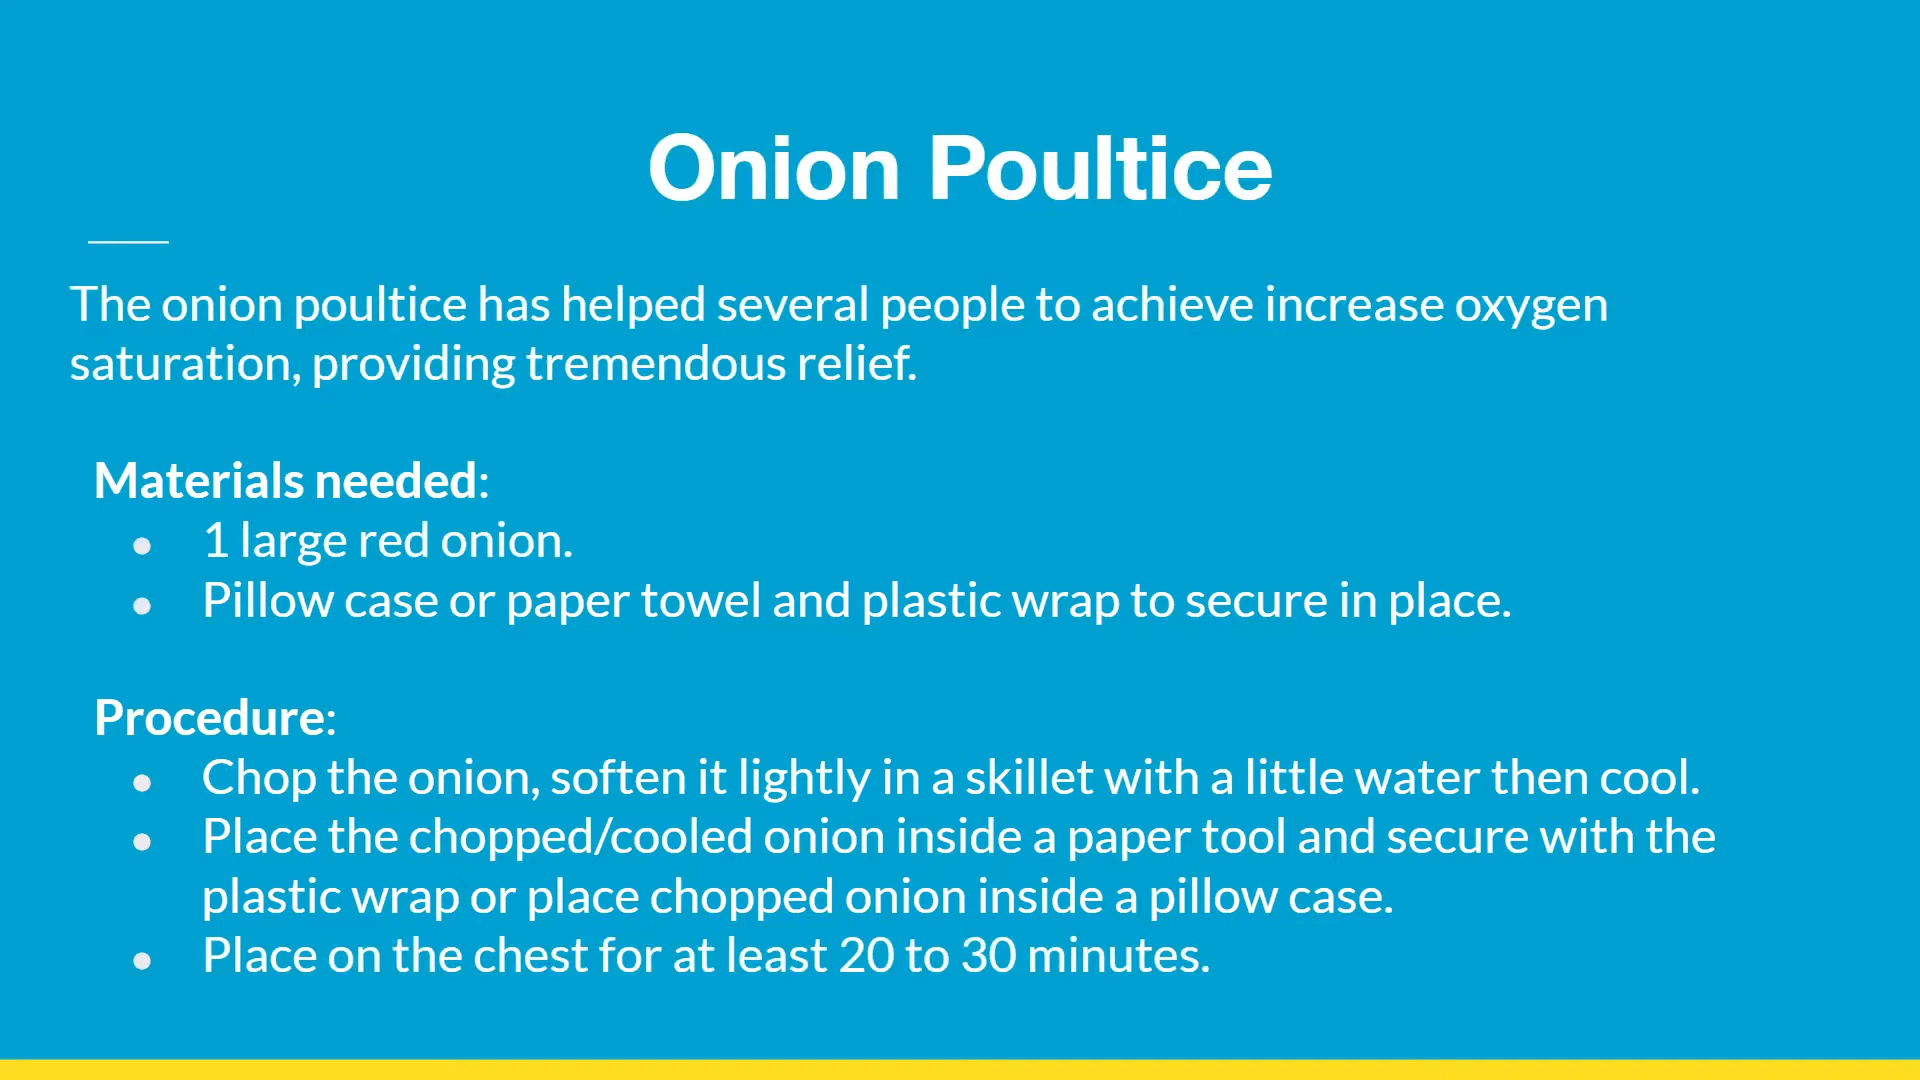 Onion Poultice
The onion poultice has helped several people to achieve increase oxygen
saturation, providing tremendous relief.
Materials needed:
● 1 large red onion.
● Pillow case or paper towel and plastic wrap to secure in place.
Procedure:
● Chop the onion, soften it lightly in a skillet with a little water then cool.
● Place the chopped/cooled onion inside a paper tool and secure with the
plastic wrap or place chopped onion inside a pillow case.
● Place on the chest for at least 20 to 30 minutes.